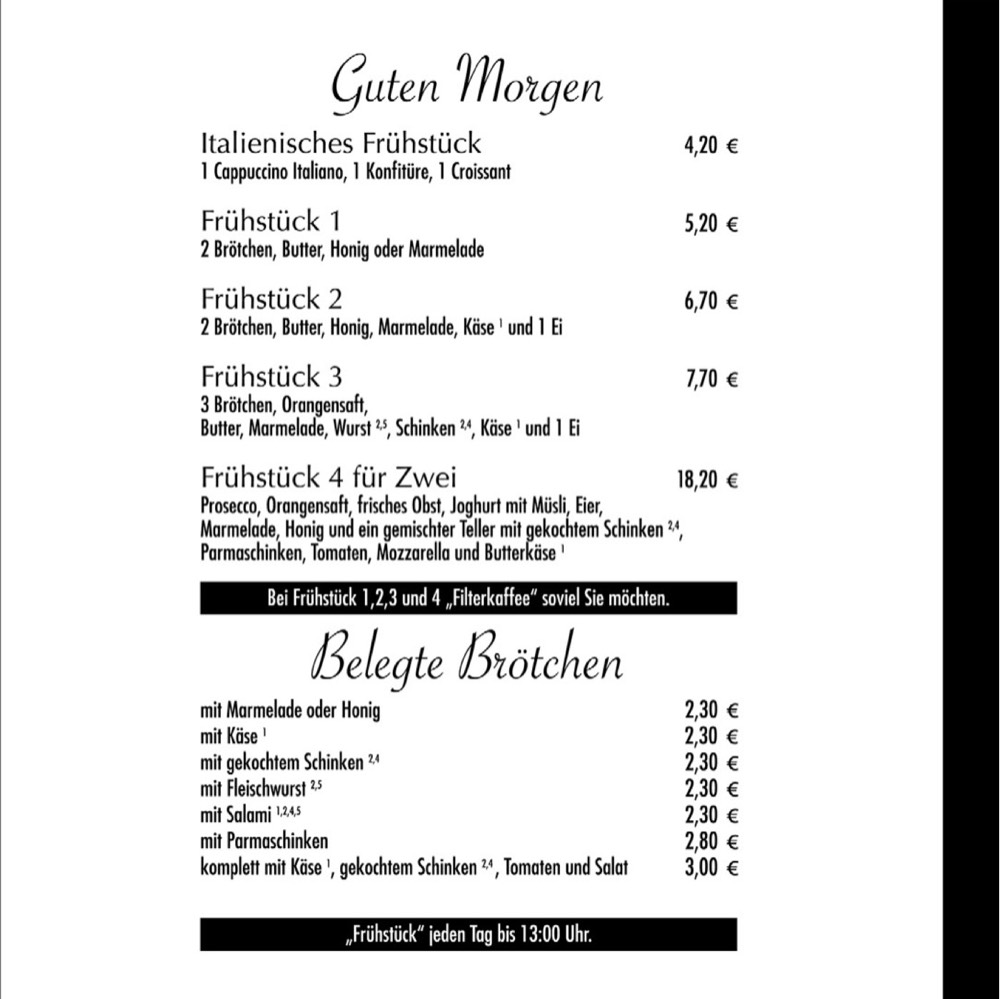 Guten Morgen
Italienisches Frühstück 4,20 €
1 Cappuccino Italiano, 1 Konfitüre, 1 Croissant
Frühstück 1 5,20 €
2 Brötchen, Butter, Honig oder Marmelade
Frühstück 2 6,70 €
2 Brötchen, Butter, Honig, Marmelade, Käse ¹ und 1 Ei
Frühstück 3 7,70 €
3 Brötchen, Orangensaft,
Butter, Marmelade, Wurst ²,⁵, Schinken ²,⁴, Käse ¹ und 1 Ei
Frühstück 4 für Zwei 18,20 €
Prosecco, Orangensaft, frisches Obst, Joghurt mit Müsli, Eier,
Marmelade, Honig und ein gemischter Teller mit gekochtem Schinken ²,⁴,
Parmaschinken, Tomaten, Mozzarella und Butterkäse ¹
Bei Frühstück 1,2,3 und 4 „Filterkaffee“ soviel Sie möchten.
Belegte Brötchen
mit Marmelade oder Honig 2,30 €
mit Käse ¹ 2,30 €
mit gekochtem Schinken ²,⁴ 2,30 €
mit Fleischwurst ²,⁵ 2,30 €
mit Salami ¹,²,⁴,⁵ 2,30 €
mit Parmaschinken 2,80 €
komplett mit Käse ¹, gekochtem Schinken ²,⁴, Tomaten und Salat 3,00 €
„Frühstück“ jeden Tag bis 13:00 Uhr.